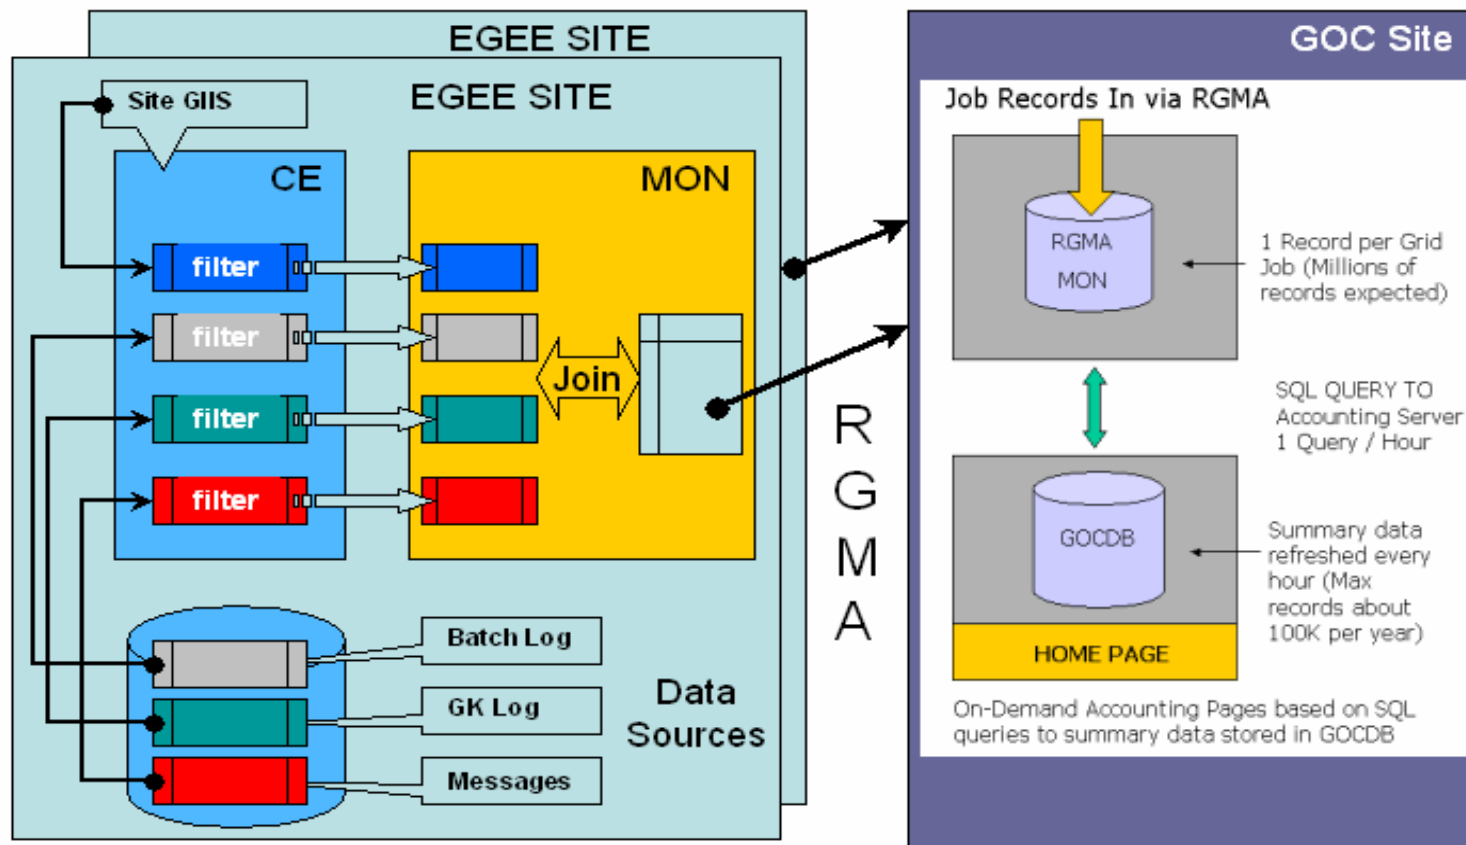 EGEE SITE
EGEE SITE
Site GIIS
CE
MON
filter
filter
filter
filter
Join
Batch Log
GK Log
Messages
Data
Sources
R
G
M
A
GOC Site
Job Records In via RGMA
RGMA
MON
1 Record per Grid
Job (Millions of
records expected)
SQL QUERY TO
Accounting Server
1 Query / Hour
GOCDB
Summary data
refreshed every
hour (Max
records about
100K per year)
HOME PAGE
On-Demand Accounting Pages based on SQL
queries to summary data stored in GOCDB